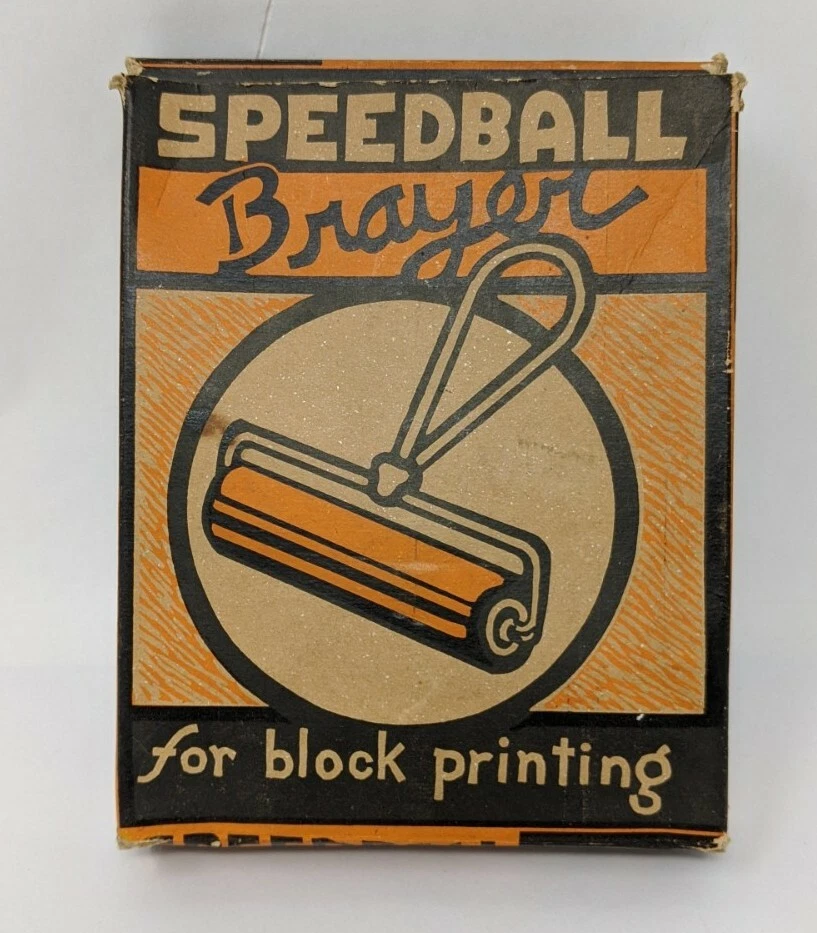 SPEEDBALL
Brayer
for block printing